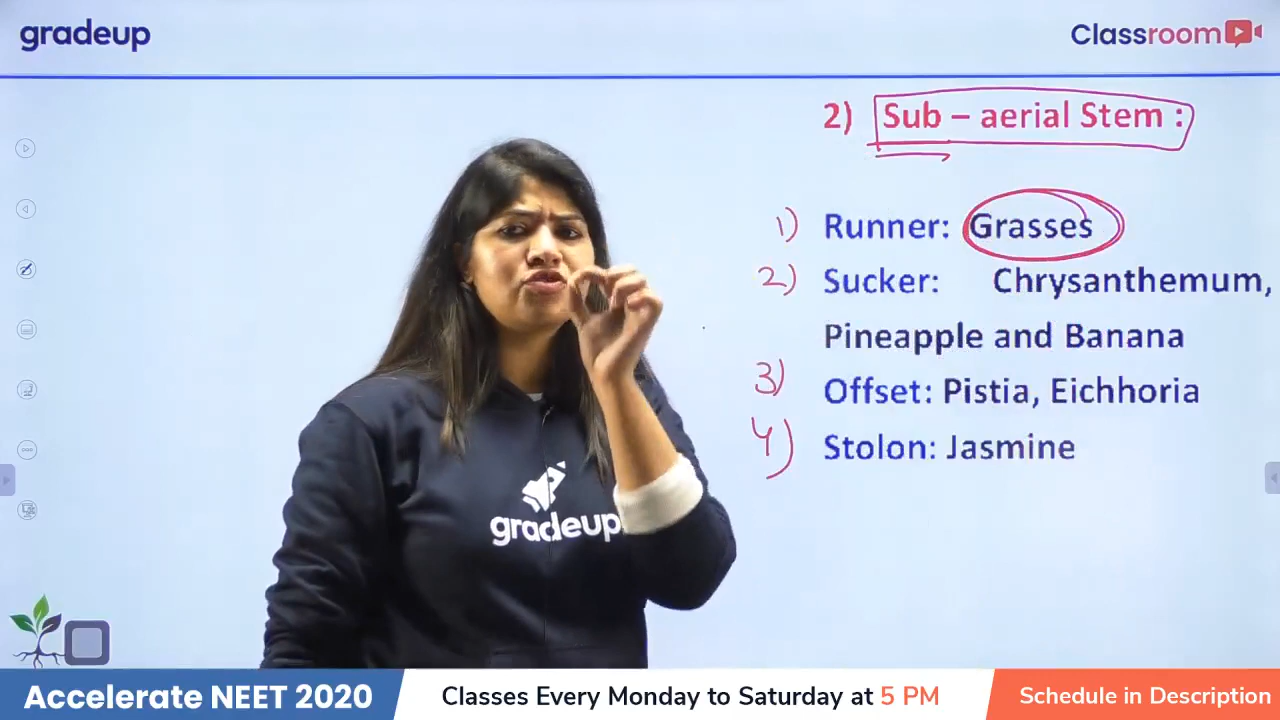 gradeup
Classroom
2) Sub – aerial Stem :
1) Runner: Grasses
2) Sucker: Chrysanthemum,
Pineapple and Banana
3) Offset: Pistia, Eichhoria
4) Stolon: Jasmine
gradeup
Accelerate NEET 2020
Classes Every Monday to Saturday at 5 PM
Schedule in Description